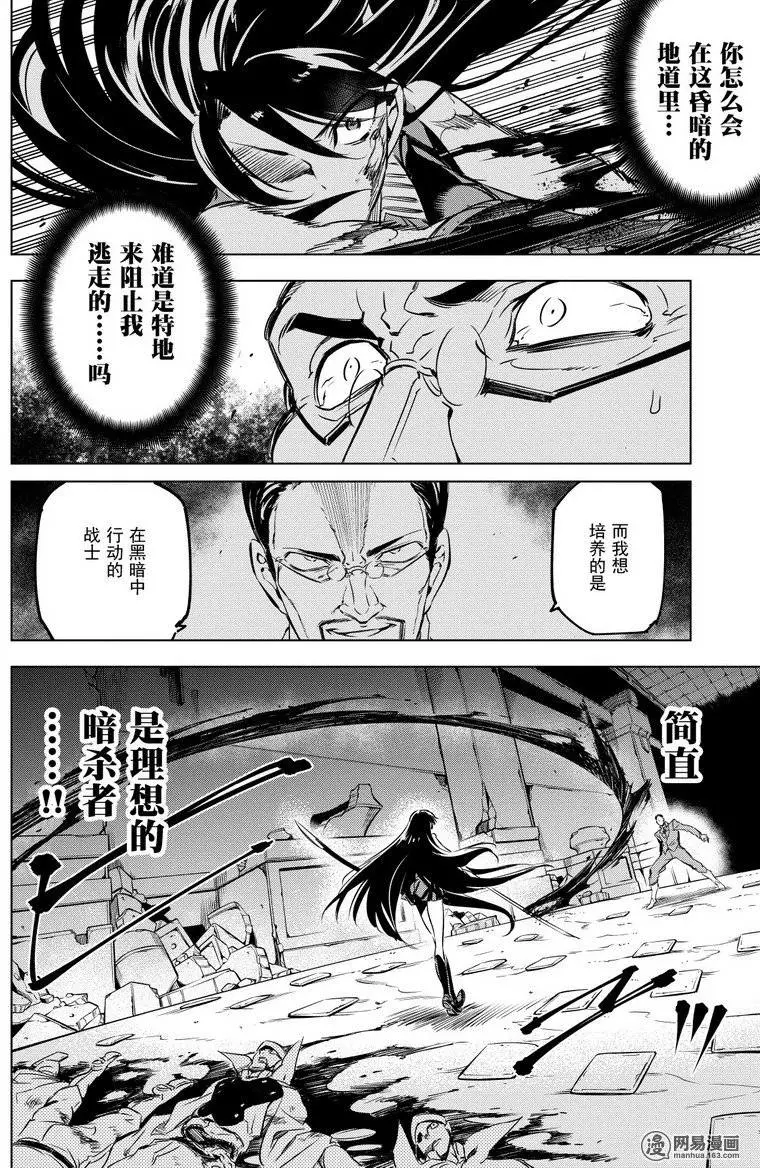 你怎么会
在这昏暗的
地道里…
难道是特地
来阻止我
逃走的……吗
而我想
培养的是
在黑暗中
行动的
战士
简直
是理想的
暗杀者
……!!
网易漫画
manhua.163.com